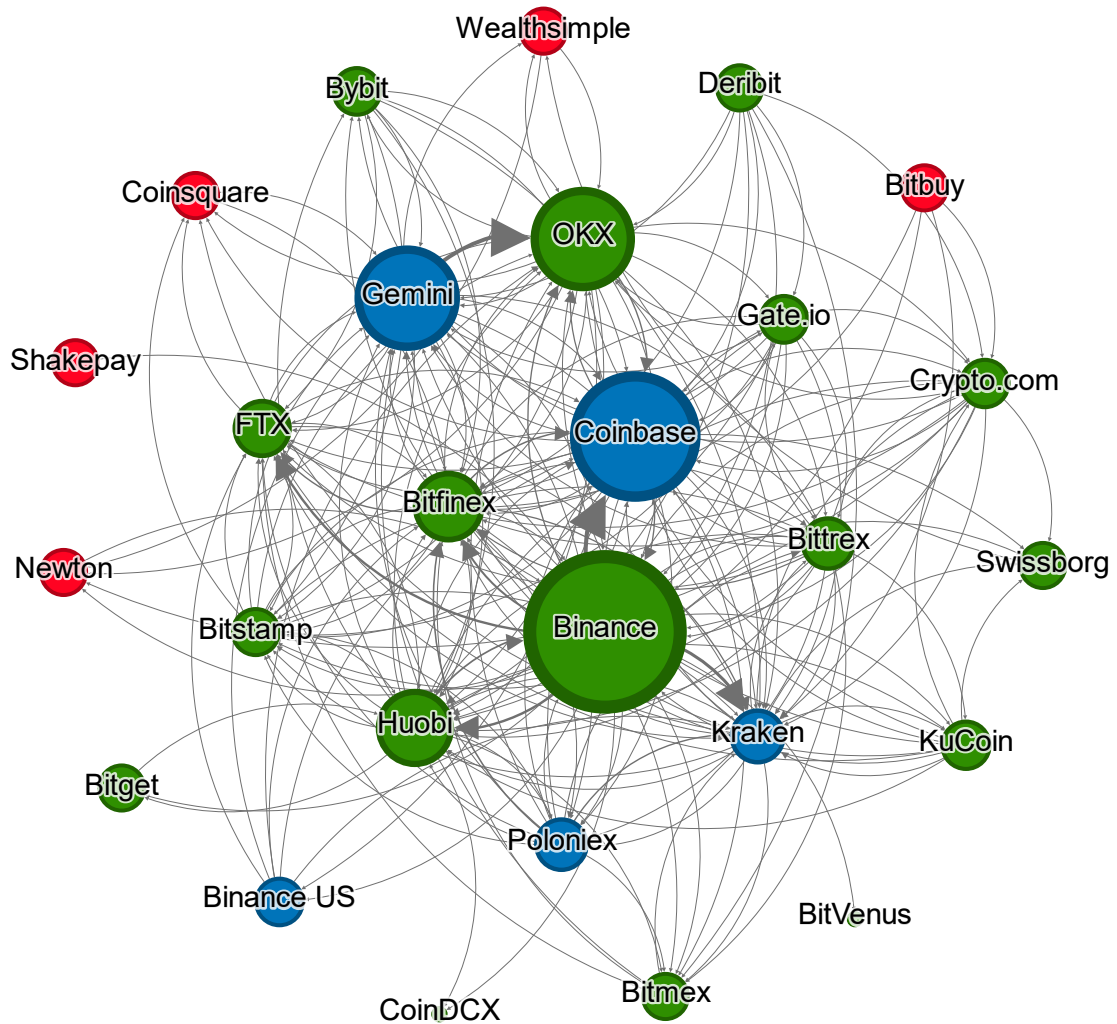 Wealthsimple
Bybit
Deribit
Coinsquare
Bitbuy
OKX
Gemini
Gate.io
Shakepay
Crypto.com
FTX
Coinbase
Bitfinex
Bittrex
Newton
Swissborg
Bitstamp
Binance
Huobi
Kraken
KuCoin
Bitget
Poloniex
Binance US
BitVenus
Bitmex
CoinDCX